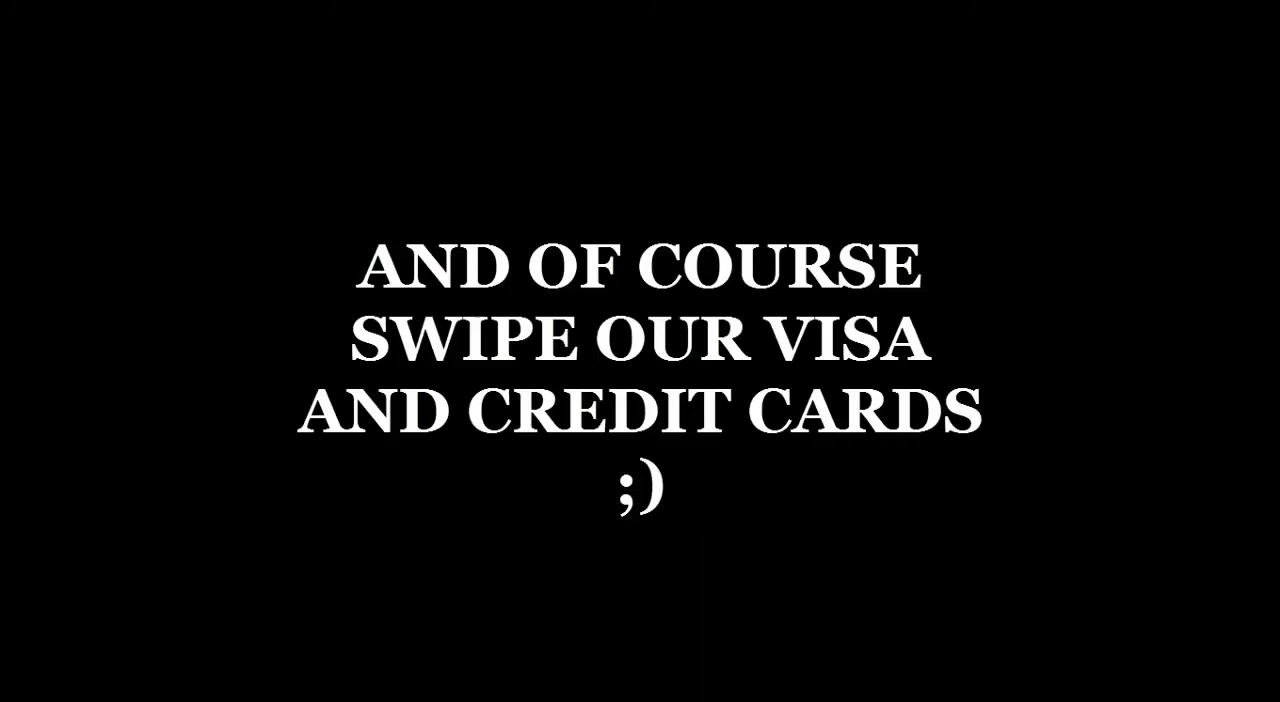 AND OF COURSE
SWIPE OUR VISA
AND CREDIT CARDS
;)